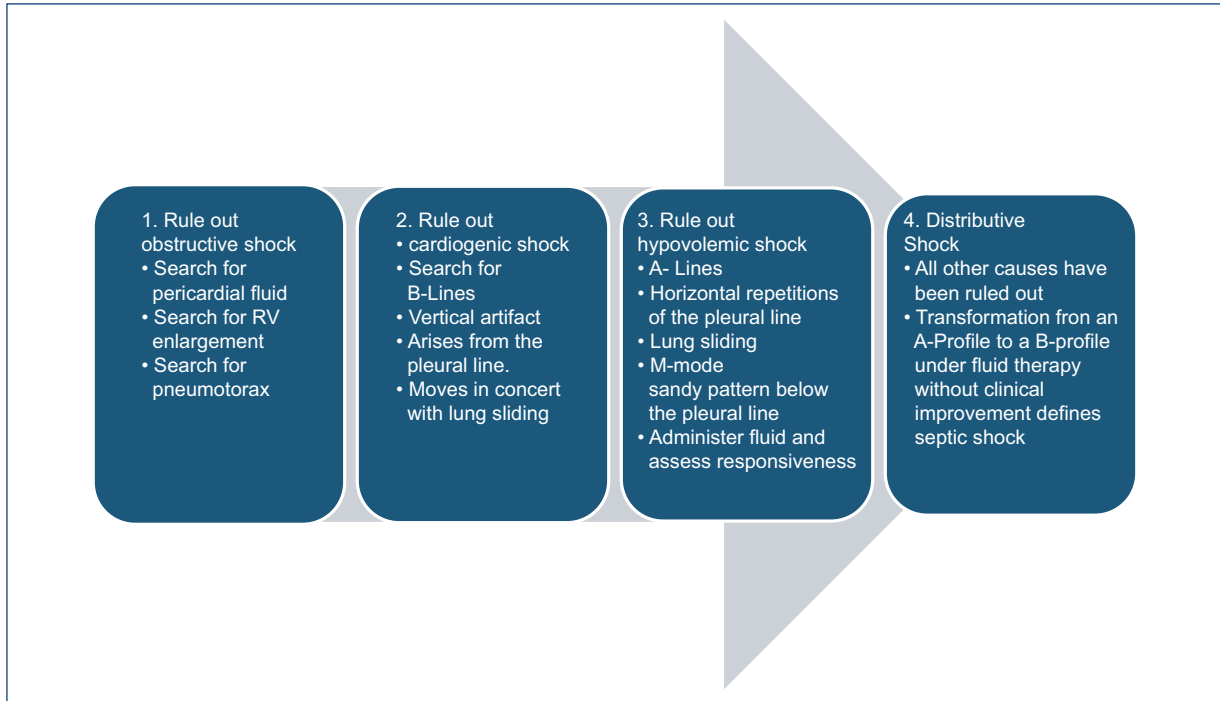 1. Rule out
obstructive shock
• Search for
pericardial fluid
• Search for RV
enlargement
• Search for
pneumotorax
2. Rule out
• cardiogenic shock
• Search for
B-Lines
• Vertical artifact
• Arises from the
pleural line.
• Moves in concert
with lung sliding
3. Rule out
hypovolemic shock
• A- Lines
• Horizontal repetitions
of the pleural line
• Lung sliding
• M-mode
sandy pattern below
the pleural line
• Administer fluid and
assess responsiveness
4. Distributive
Shock
• All other causes have
been ruled out
• Transformation fron an
A-Profile to a B-profile
under fluid therapy
without clinical
improvement defines
septic shock